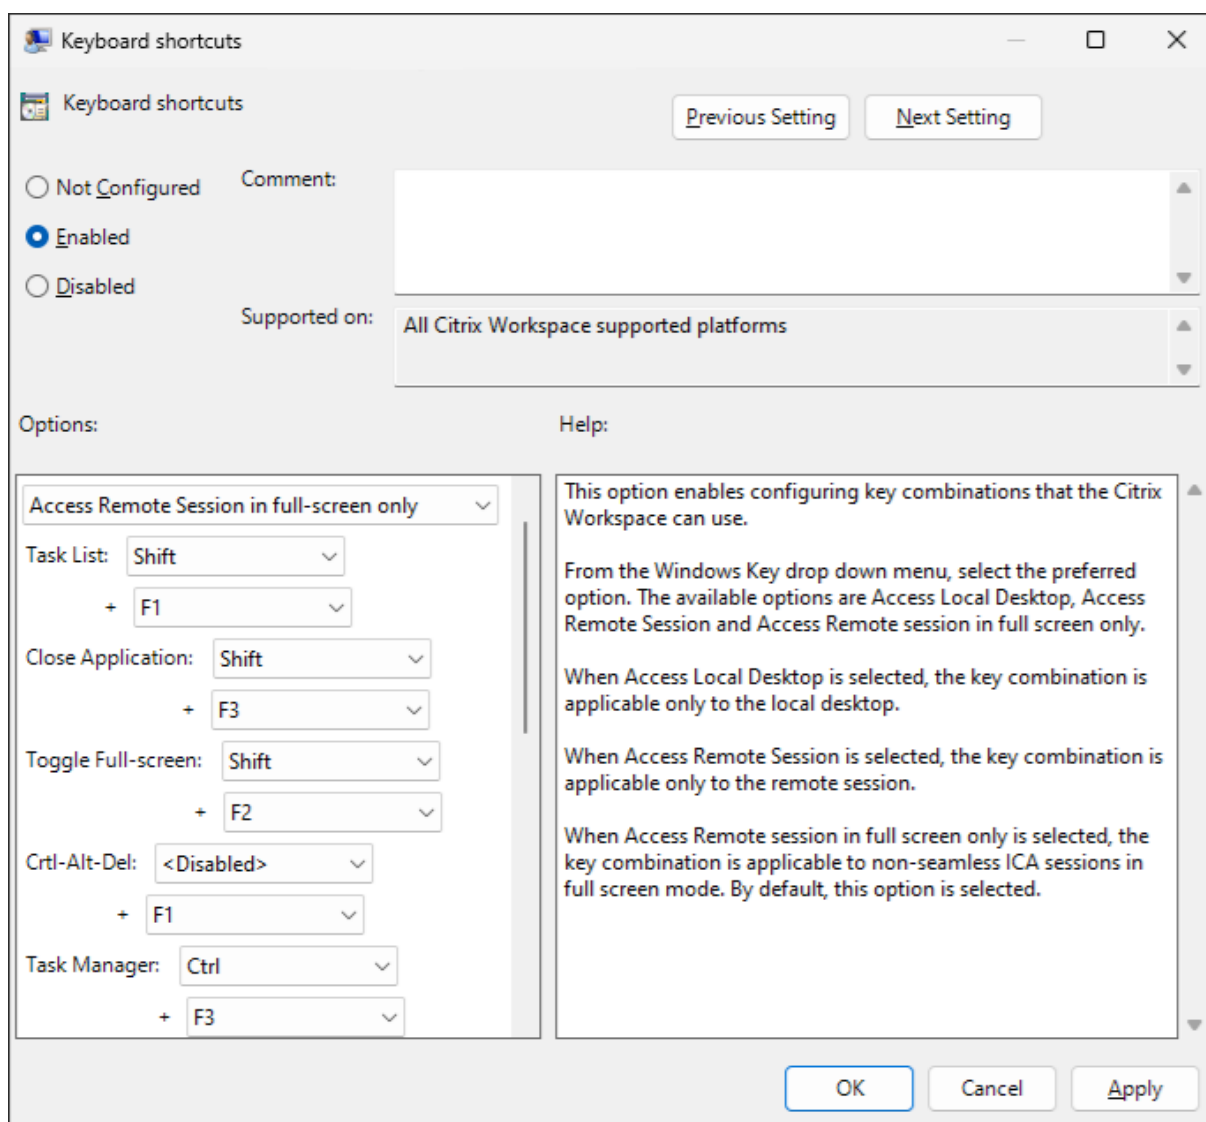 Keyboard shortcuts
Keyboard shortcuts
Previous Setting
Next Setting
Not Configured
Comment:
Enabled
Disabled
Supported on:
All Citrix Workspace supported platforms
Options:
Help:
Access Remote Session in full-screen only
Task List: Shift
+ F1
Close Application: Shift
+ F3
Toggle Full-screen: Shift
+ F2
Crtl-Alt-Del: <Disabled>
+ F1
Task Manager: Ctrl
+ F3
This option enables configuring key combinations that the Citrix
Workspace can use.
From the Windows Key drop down menu, select the preferred
option. The available options are Access Local Desktop, Access
Remote Session and Access Remote session in full screen only.
When Access Local Desktop is selected, the key combination is
applicable only to the local desktop.
When Access Remote Session is selected, the key combination is
applicable only to the remote session.
When Access Remote session in full screen only is selected, the
key combination is applicable to non-seamless ICA sessions in
full screen mode. By default, this option is selected.
OK
Cancel
Apply